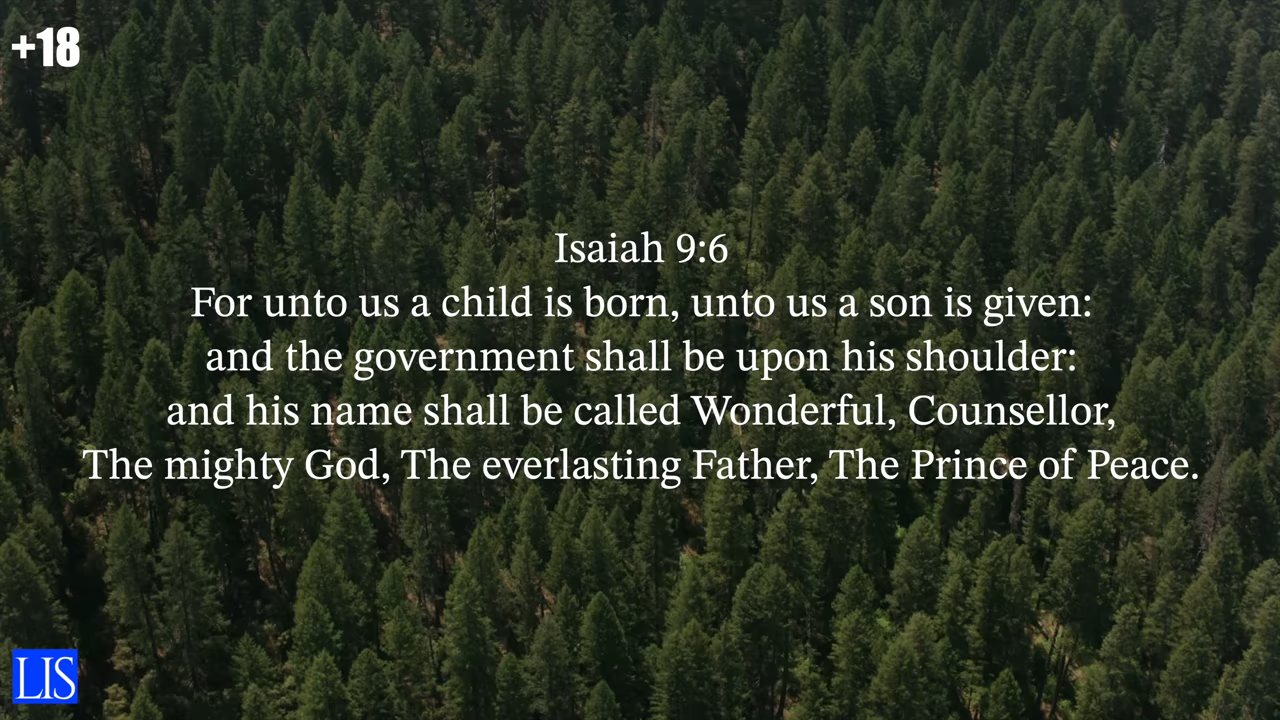 +18
Isaiah 9:6
For unto us a child is born, unto us a son is given:
and the government shall be upon his shoulder:
and his name shall be called Wonderful, Counsellor,
The mighty God, The everlasting Father, The Prince of Peace.
LIS